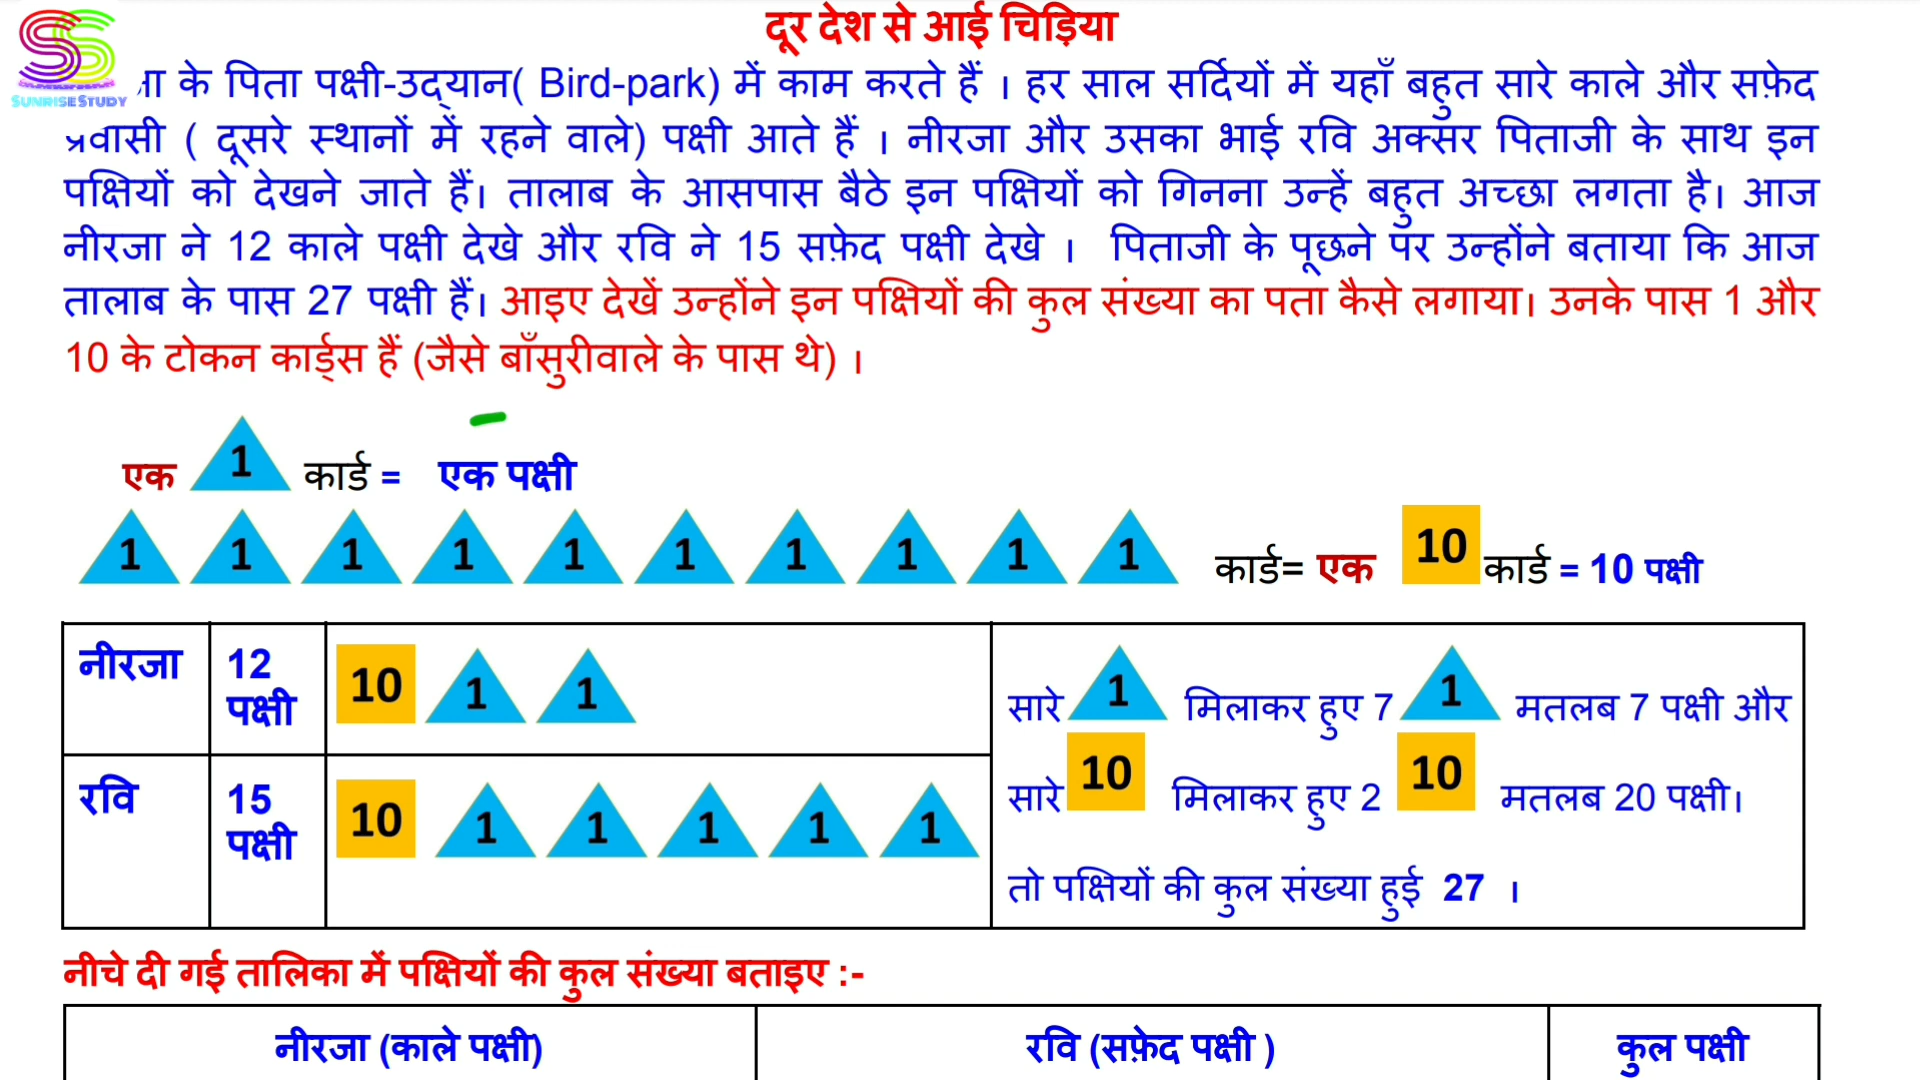 दूर देश से आई चिड़िया
SUNRISESTUDY
के पिता पक्षी-उद्यान( Bird-park) में काम करते हैं । हर साल सर्दियों में यहाँ बहुत सारे काले और सफ़ेद
प्रवासी ( दूसरे स्थानों में रहने वाले) पक्षी आते हैं । नीरजा और उसका भाई रवि अक्सर पिताजी के साथ इन
पक्षियों को देखने जाते हैं। तालाब के आसपास बैठे इन पक्षियों को गिनना उन्हें बहुत अच्छा लगता है। आज
नीरजा ने 12 काले पक्षी देखे और रवि ने 15 सफ़ेद पक्षी देखे । पिताजी के पूछने पर उन्होंने बताया कि आज
तालाब के पास 27 पक्षी हैं। आइए देखें उन्होंने इन पक्षियों की कुल संख्या का पता कैसे लगाया। उनके पास 1 और
10 के टोकन कार्ड्स हैं (जैसे बाँसुरीवाले के पास थे) ।
एक 1 कार्ड = एक पक्षी
1 1 1 1 1 1 1 1 1 1 कार्ड= एक 10 कार्ड = 10 पक्षी
नीरजा 12 पक्षी 10 1 1
रवि 15 पक्षी 10 1 1 1 1 1
सारे 1 मिलाकर हुए 7 1 मतलब 7 पक्षी और
सारे 10 मिलाकर हुए 2 10 मतलब 20 पक्षी।
तो पक्षियों की कुल संख्या हुई 27 ।
नीचे दी गई तालिका में पक्षियों की कुल संख्या बताइए :-
नीरजा (काले पक्षी) रवि (सफ़ेद पक्षी ) कुल पक्षी